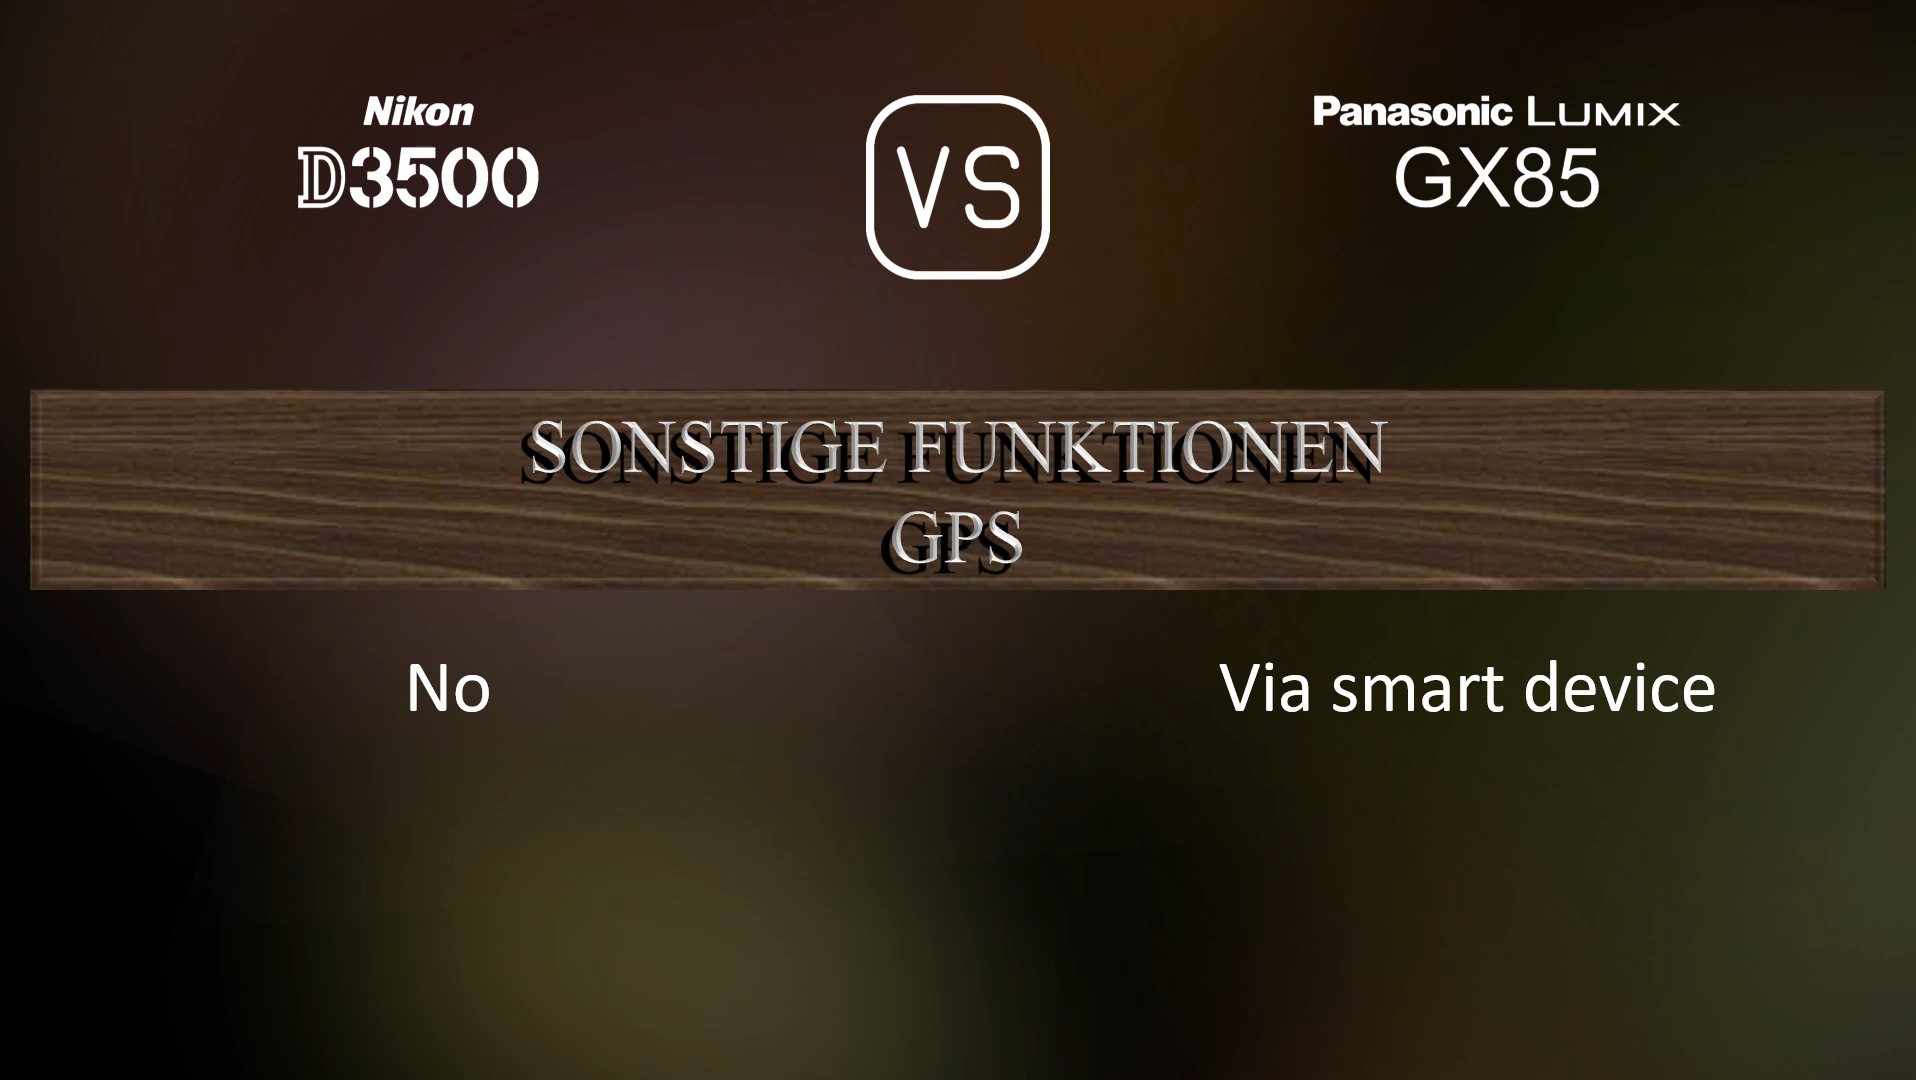 Nikon
D3500
VS
Panasonic LUMIX
GX85
SONSTIGE FUNKTIONEN
GPS
No
Via smart device